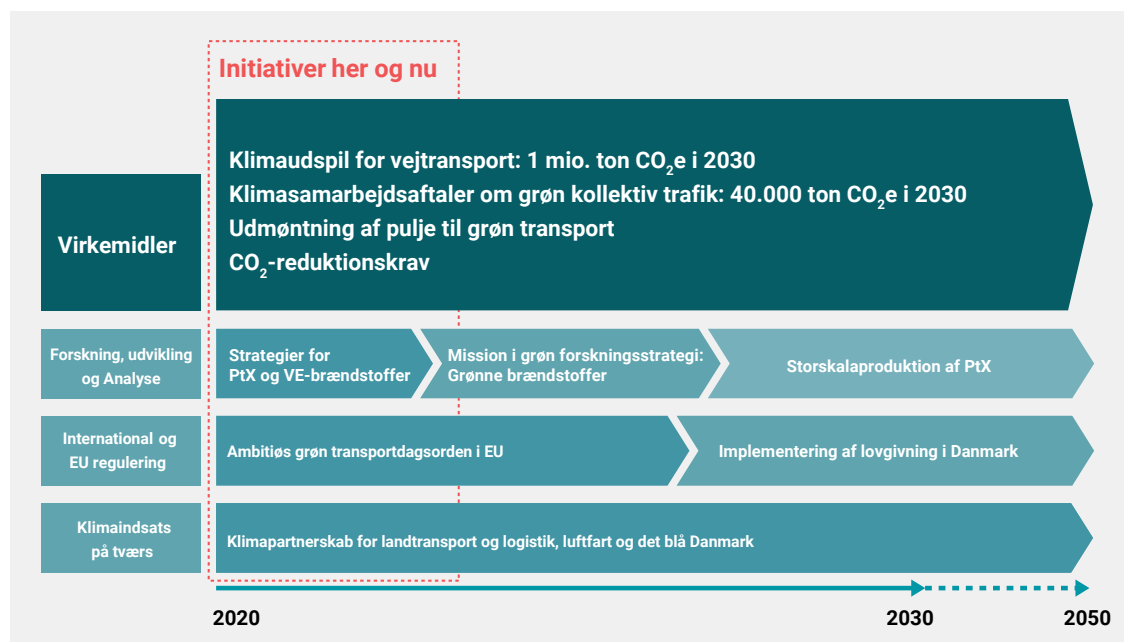 Initiativer her og nu
Virkemidler
Klimaudspil for vejtransport: 1 mio. ton CO₂e i 2030
Klimasamarbejdsaftaler om grøn kollektiv trafik: 40.000 ton CO₂e i 2030
Udmøntning af pulje til grøn transport
CO₂-reduktionskrav
Forskning, udvikling
og Analyse
Strategier for
PtX og VE-brændstoffer
Mission i grøn forskningsstrategi:
Grønne brændstoffer
Storskalaproduktion af PtX
International og
EU regulering
Ambitiøs grøn transportdagsorden i EU
Implementering af lovgivning i Danmark
Klimaindsats
på tværs
Klimapartnerskab for landtransport og logistik, luftfart og det blå Danmark
2020
2030
2050